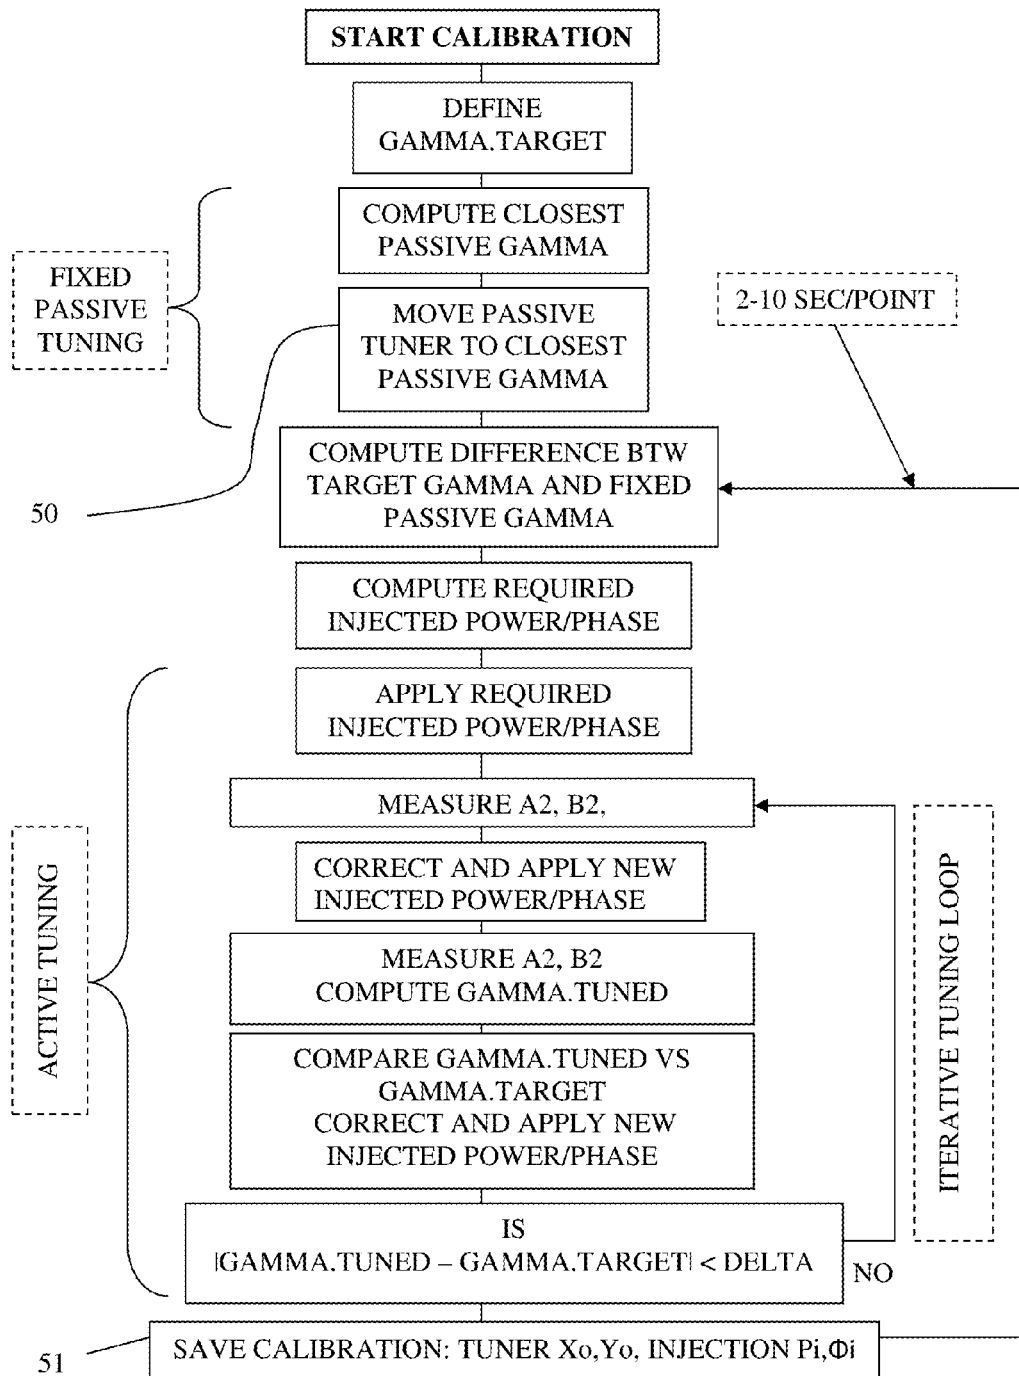 START CALIBRATION
DEFINE
GAMMA.TARGET
COMPUTE CLOSEST
PASSIVE GAMMA
FIXED
PASSIVE
TUNING
MOVE PASSIVE
TUNER TO CLOSEST
PASSIVE GAMMA
2-10 SEC/POINT
COMPUTE DIFFERENCE BTW
TARGET GAMMA AND FIXED
PASSIVE GAMMA
50
COMPUTE REQUIRED
INJECTED POWER/PHASE
APPLY REQUIRED
INJECTED POWER/PHASE
MEASURE A2, B2,
CORRECT AND APPLY NEW
INJECTED POWER/PHASE
ACTIVE TUNING
ITERATIVE TUNING LOOP
MEASURE A2, B2
COMPUTE GAMMA.TUNED
COMPARE GAMMA.TUNED VS
GAMMA.TARGET
CORRECT AND APPLY NEW
INJECTED POWER/PHASE
IS
|GAMMA.TUNED – GAMMA.TARGET| < DELTA
NO
SAVE CALIBRATION: TUNER Xo,Yo, INJECTION Pi,Φi
51